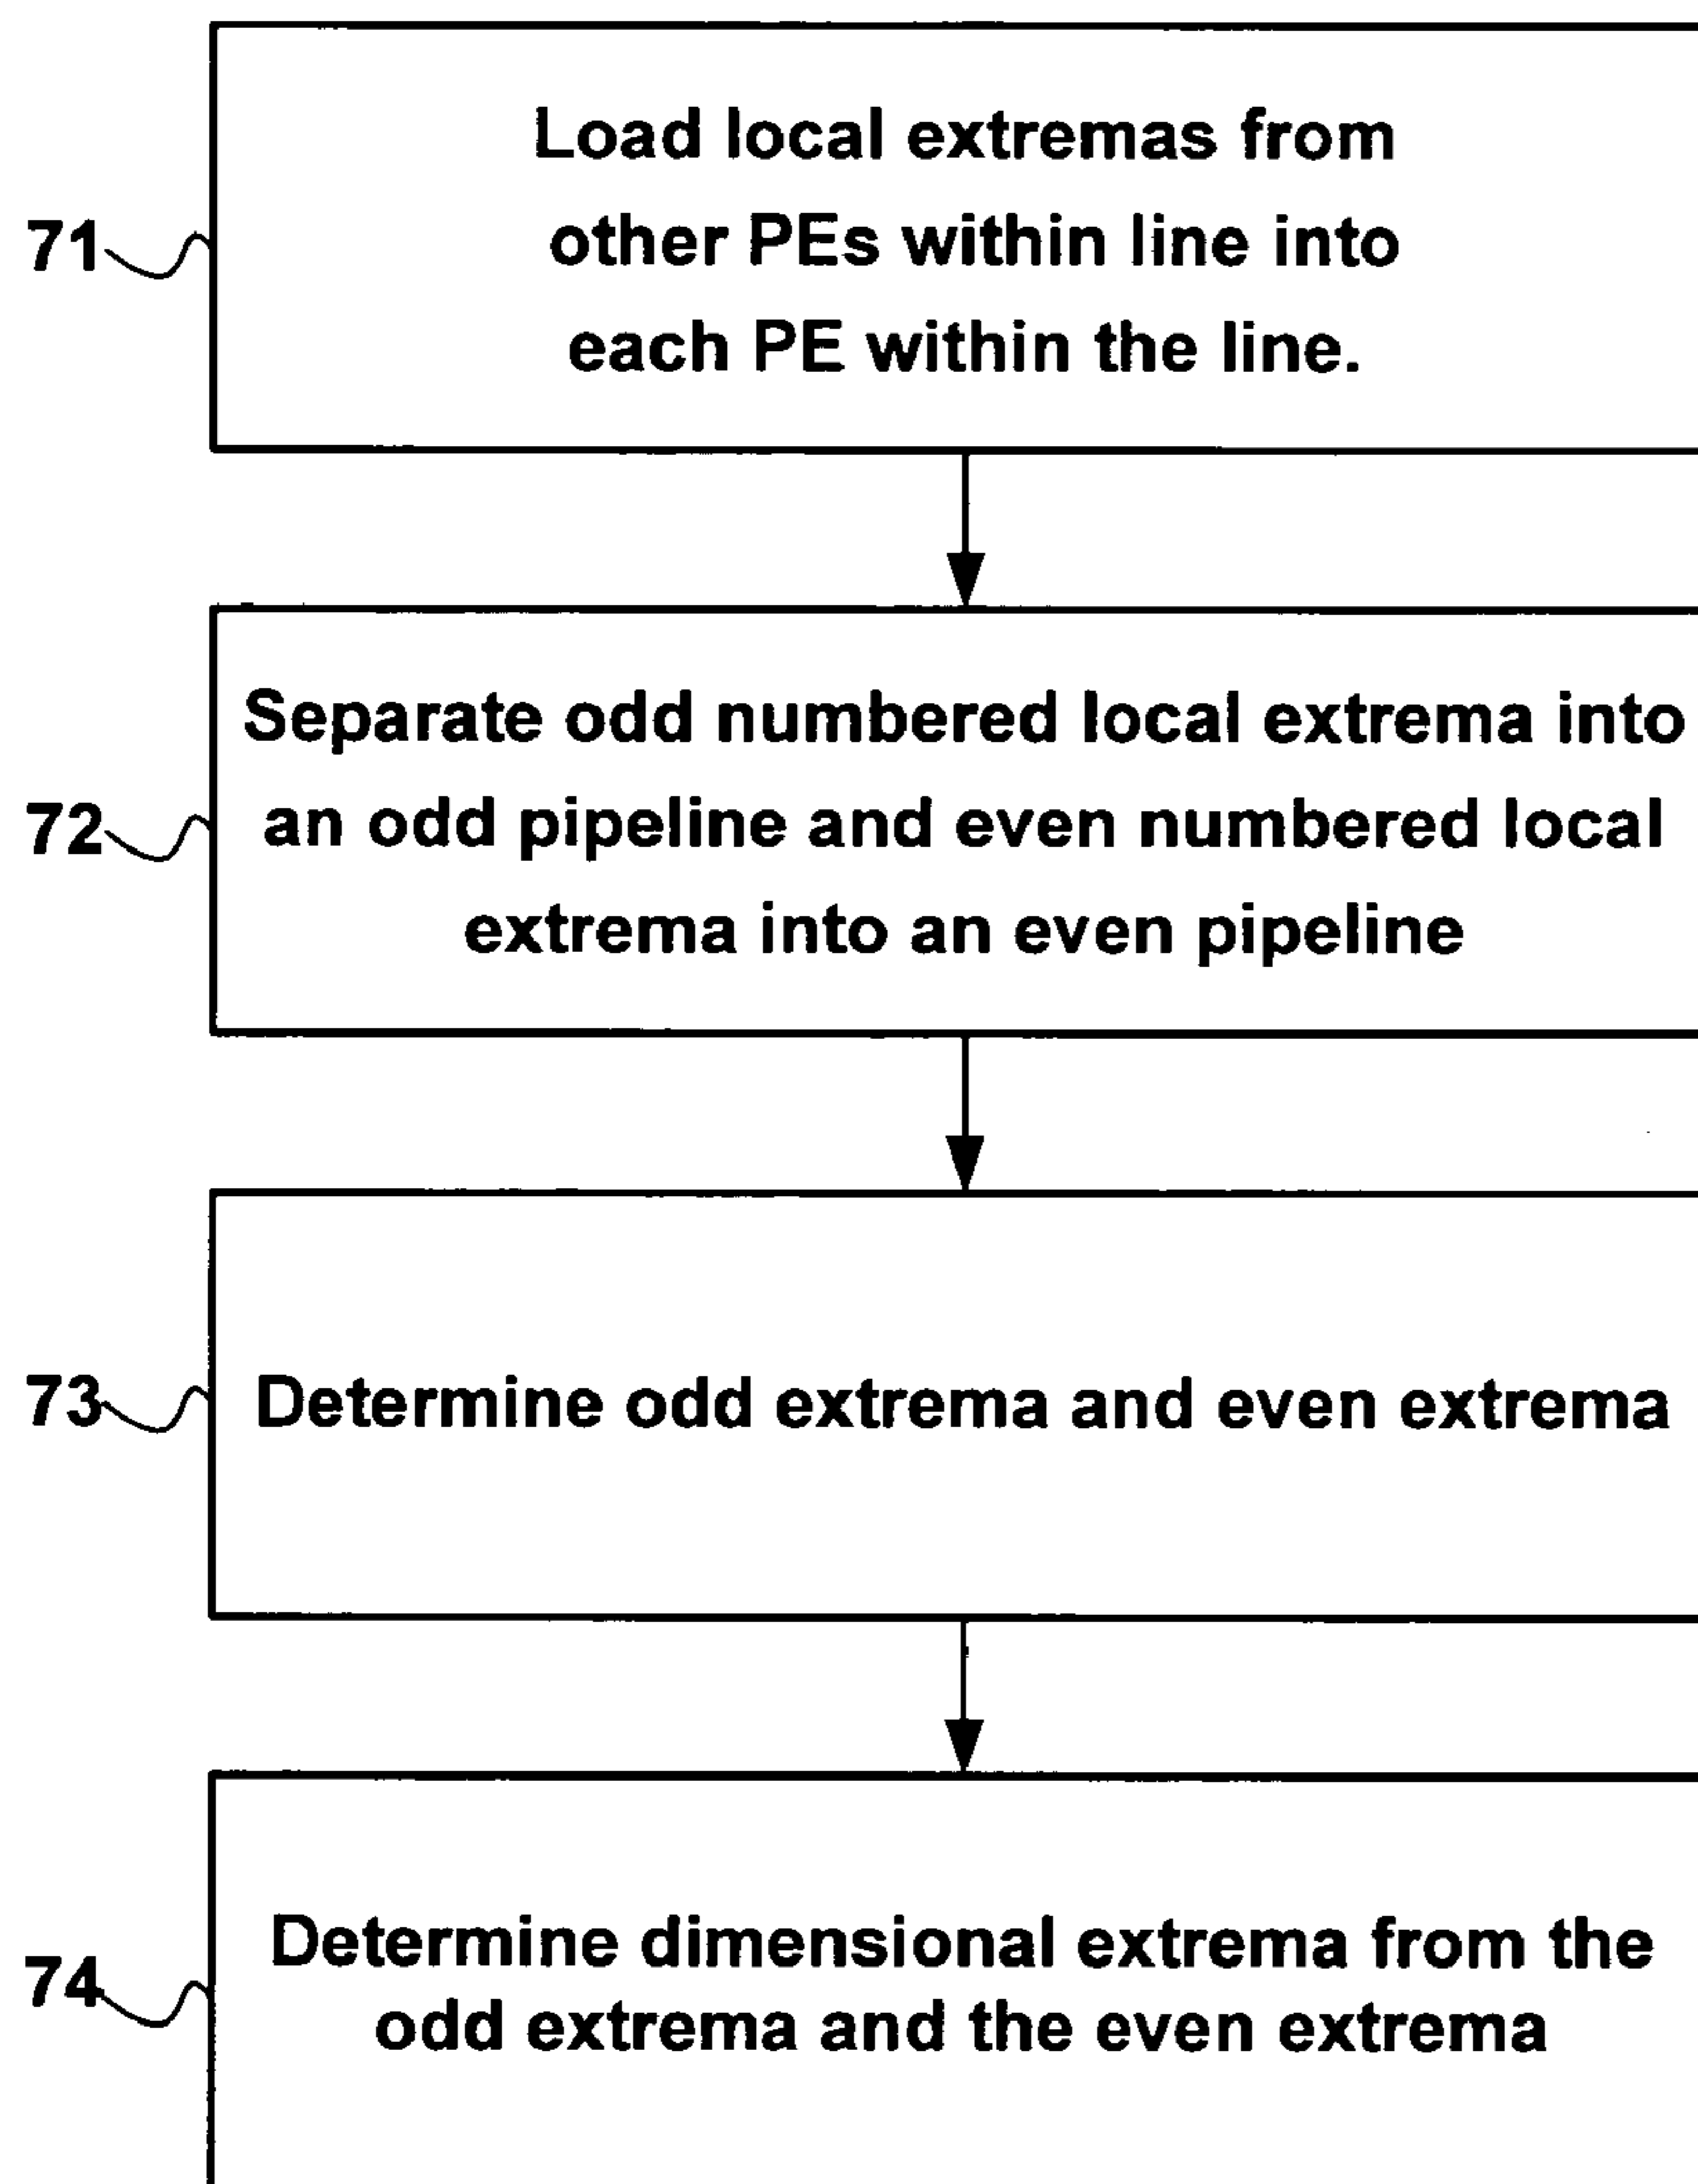 Load local extremas from
other PEs within line into
each PE within the line.
71
Separate odd numbered local extrema into
an odd pipeline and even numbered local
extrema into an even pipeline
72
Determine odd extrema and even extrema
73
Determine dimensional extrema from the
odd extrema and the even extrema
74